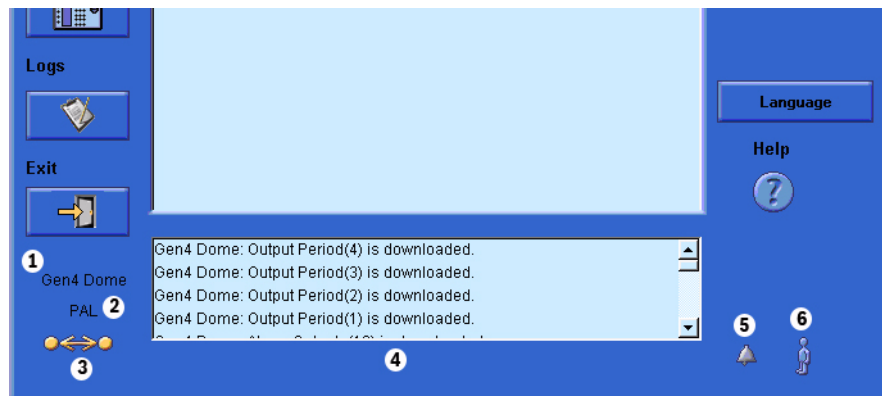 Logs
Exit
Language
Help
?
Gen4 Dome: Output Period(4) is downloaded.
Gen4 Dome: Output Period(3) is downloaded.
Gen4 Dome: Output Period(2) is downloaded.
Gen4 Dome: Output Period(1) is downloaded.
1
Gen4 Dome
PAL 2
3
4
5
6